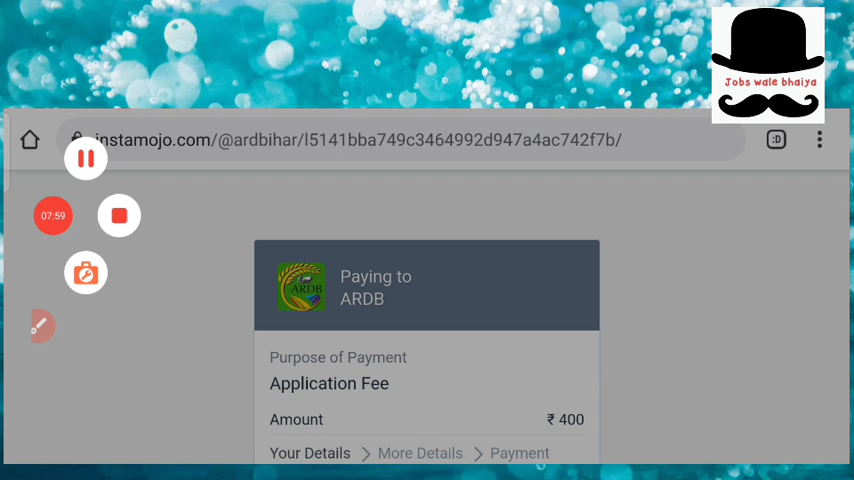 Jobs wale bhaiya
instamojo.com/@ardbihar/l5141bba749c3464992d947a4ac742f7b/
:D
07:59
ARDB
Paying to
ARDB
Purpose of Payment
Application Fee
Amount ₹ 400
Your Details > More Details > Payment